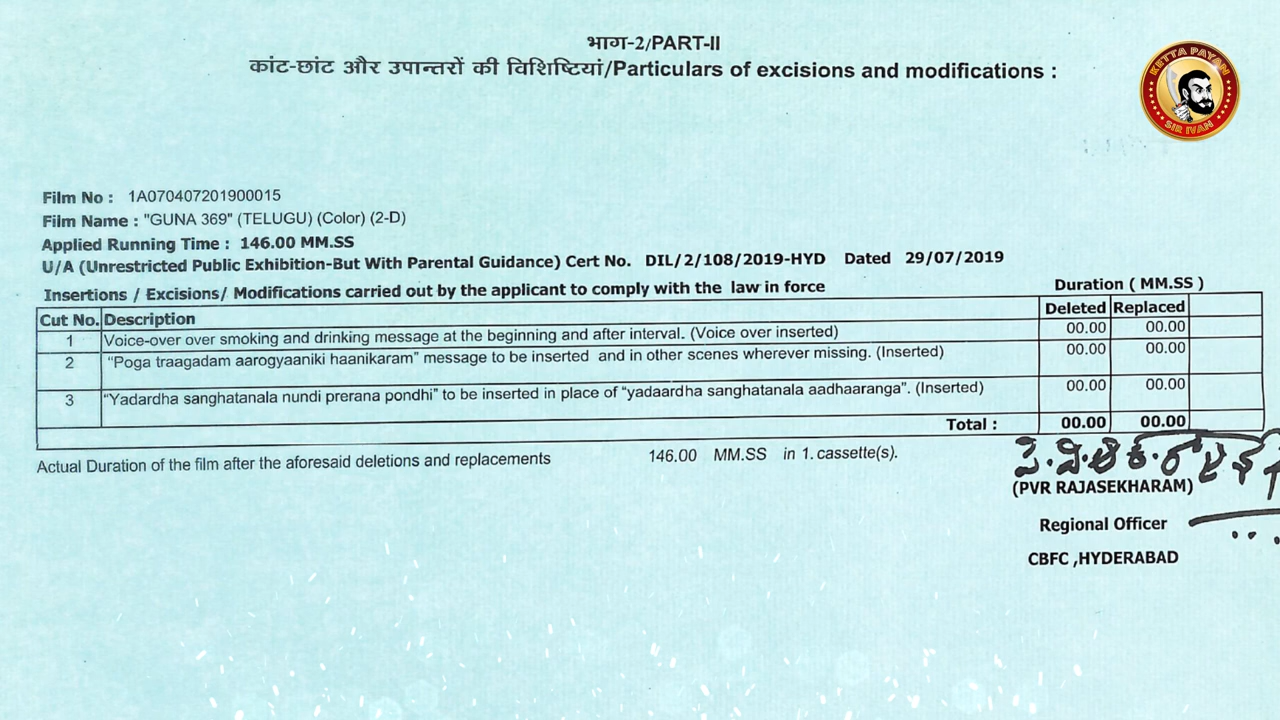 भाग-2/PART-II
कांट-छांट और उपान्तरों की विशिष्टियां/Particulars of excisions and modifications :
KETTA PAYAN
SIR IVAN
Film No : 1A070407201900015
Film Name : "GUNA 369" (TELUGU) (Color) (2-D)
Applied Running Time : 146.00 MM.SS
U/A (Unrestricted Public Exhibition-But With Parental Guidance) Cert No. DIL/2/108/2019-HYD Dated 29/07/2019
Insertions / Excisions/ Modifications carried out by the applicant to comply with the law in force Duration ( MM.SS )
Cut No. Description Deleted Replaced
1 Voice-over over smoking and drinking message at the beginning and after interval. (Voice over inserted) 00.00 00.00
2 "Poga traagadam aarogyaaniki haanikaram" message to be inserted and in other scenes wherever missing. (Inserted) 00.00 00.00
3 "Yadardha sanghatanala nundi prerana pondhi" to be inserted in place of "yadaardha sanghatanala aadhaaranga". (Inserted) 00.00 00.00
Total : 00.00 00.00
Actual Duration of the film after the aforesaid deletions and replacements 146.00 MM.SS in 1. cassette(s).
(PVR RAJASEKHARAM)
Regional Officer
CBFC ,HYDERABAD